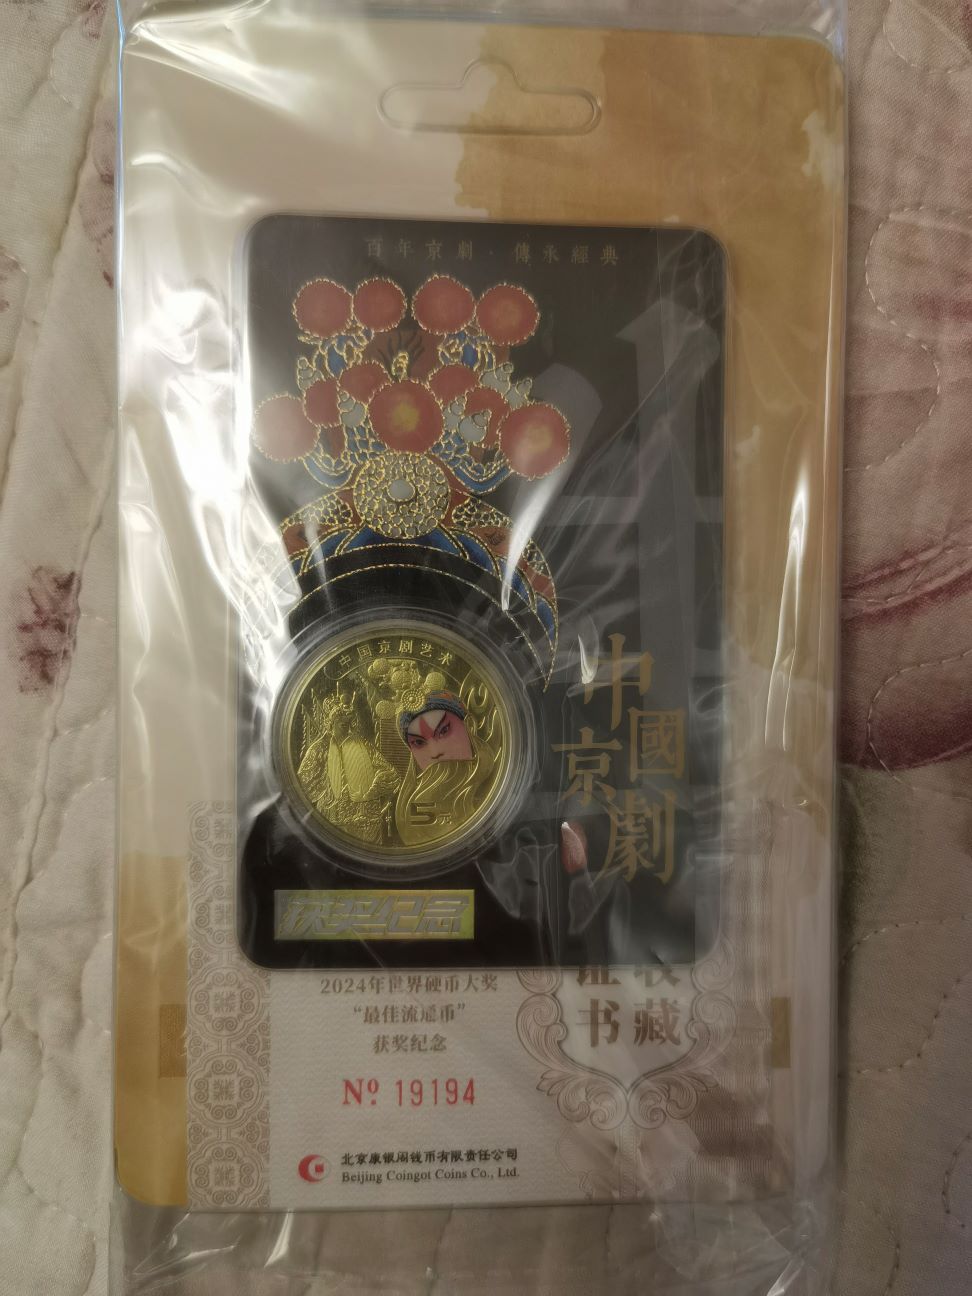 百年京劇·傳承經典
中国京剧艺术
5元
中國
京劇
获奖纪念
2024年世界硬币大奖
“最佳流通币”
获奖纪念
书藏
Nº 19194
北京康银阁钱币有限责任公司
Beijing Coingot Coins Co., Ltd.